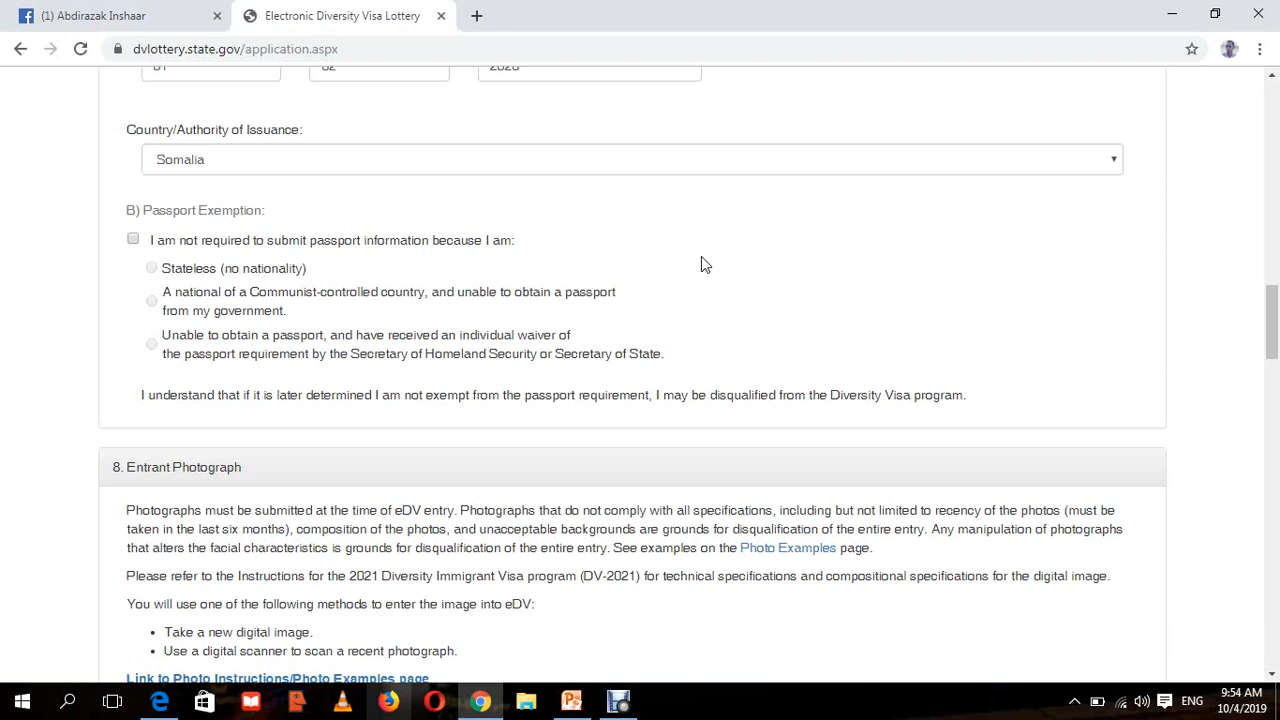 (1) Abdirazak Inshaar
Electronic Diversity Visa Lottery
dvlottery.state.gov/application.aspx
Country/Authority of Issuance:
Somalia
B) Passport Exemption:
I am not required to submit passport information because I am:
Stateless (no nationality)
A national of a Communist-controlled country, and unable to obtain a passport
from my government.
Unable to obtain a passport, and have received an individual waiver of
the passport requirement by the Secretary of Homeland Security or Secretary of State.
I understand that if it is later determined I am not exempt from the passport requirement, I may be disqualified from the Diversity Visa program.
8. Entrant Photograph
Photographs must be submitted at the time of eDV entry. Photographs that do not comply with all specifications, including but not limited to recency of the photos (must be
taken in the last six months), composition of the photos, and unacceptable backgrounds are grounds for disqualification of the entire entry. Any manipulation of photographs
that alters the facial characteristics is grounds for disqualification of the entire entry. See examples on the Photo Examples page.
Please refer to the Instructions for the 2021 Diversity Immigrant Visa program (DV-2021) for technical specifications and compositional specifications for the digital image.
You will use one of the following methods to enter the image into eDV:
• Take a new digital image.
• Use a digital scanner to scan a recent photograph.
Link to Photo Instructions/Photo Examples page
ENG
9:54 AM
10/4/2019